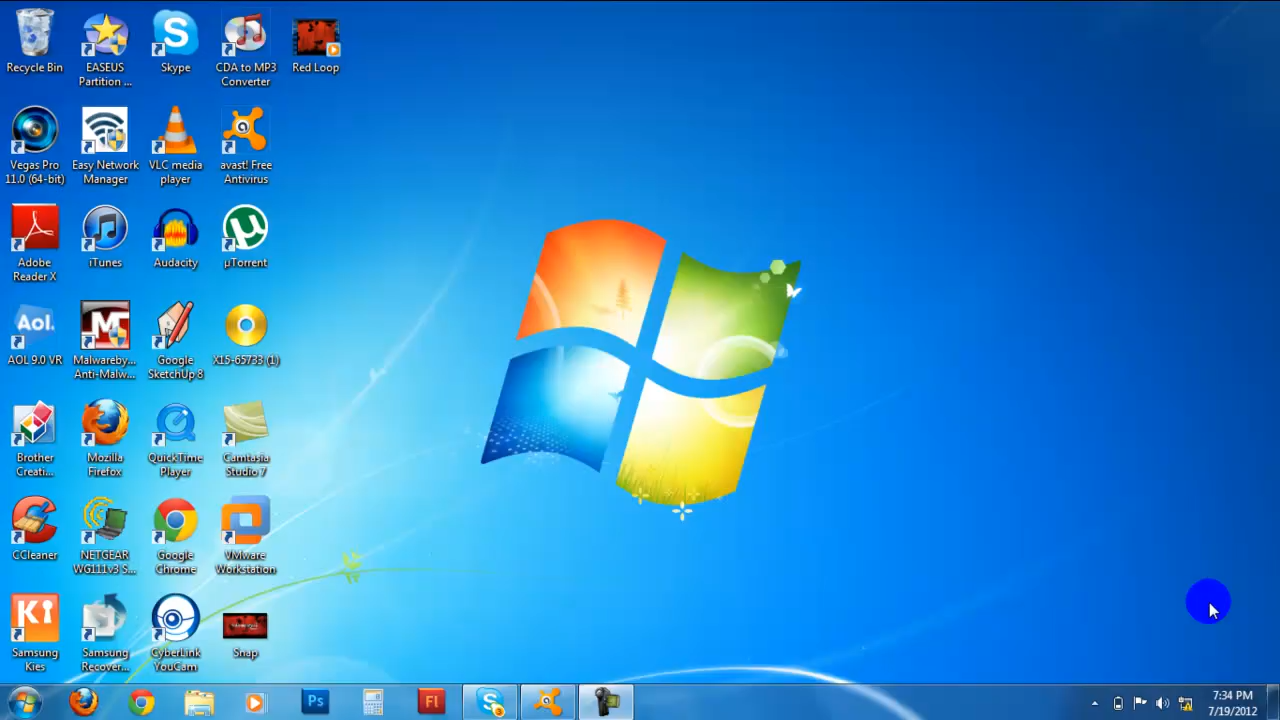 Recycle Bin
EASEUS
Partition ...
Skype
CDA to MP3
Converter
Red Loop
Vegas Pro
11.0 (64-bit)
Easy Network
Manager
VLC media
player
avast! Free
Antivirus
Adobe
Reader X
iTunes
Audacity
µTorrent
Aol.
AOL 9.0 VR
Malwareby...
Anti-Malw...
Google
SketchUp 8
X15-65733 (1)
Brother
Creati...
Mozilla
Firefox
QuickTime
Player
Camtasia
Studio 7
CCleaner
NETGEAR
WG111v3 S...
Google
Chrome
VMware
Workstation
Samsung
Kies
Samsung
Recover...
CyberLink
YouCam
Snap
Ps
Fl
7:34 PM
7/19/2012